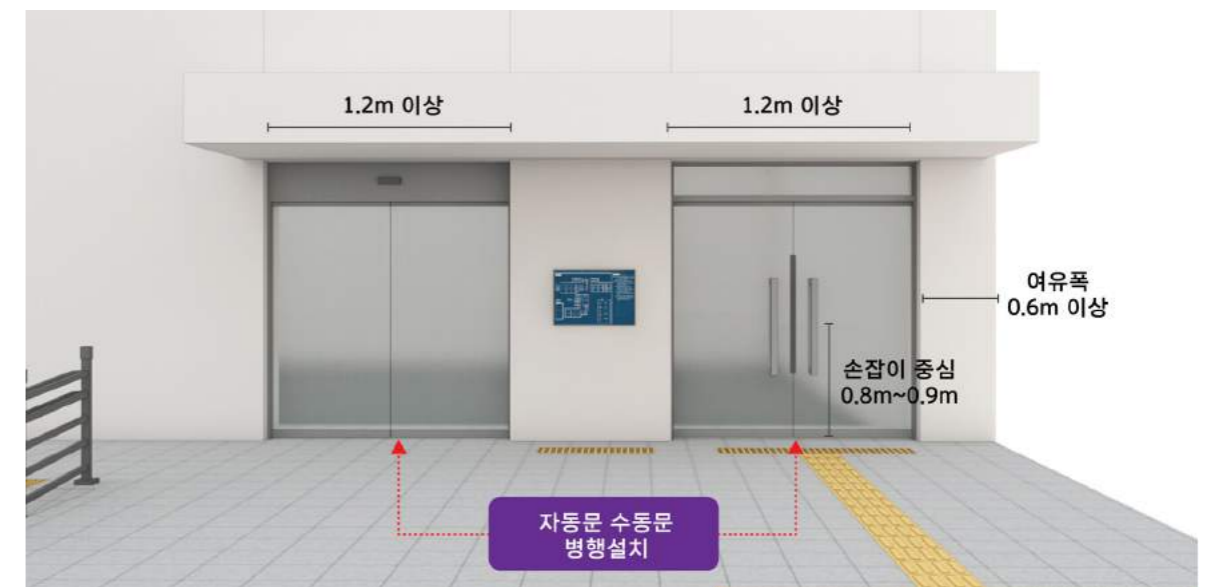 1.2m 이상
1.2m 이상
여유폭
0.6m 이상
손잡이 중심
0.8m~0.9m
자동문 수동문
병행설치